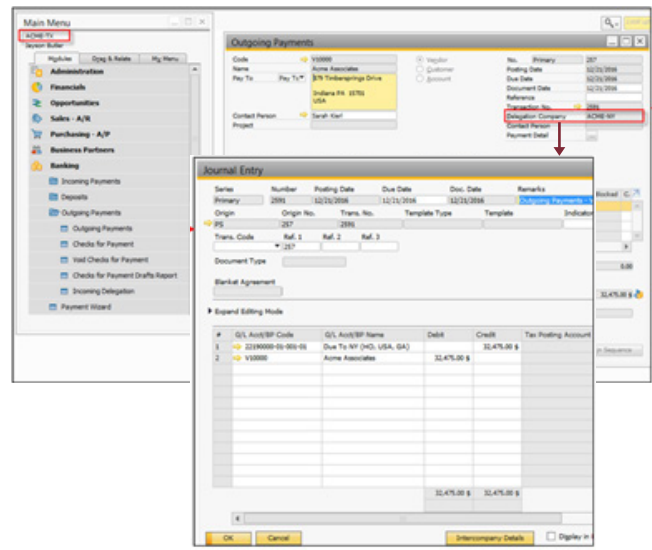 Main Menu
ACME-TX
Jayson Butler
Modules Drag & Relate My Menu
Administration
Financials
Opportunities
Sales - A/R
Purchasing - A/P
Business Partners
Banking
Incoming Payments
Deposits
Outgoing Payments
Outgoing Payments
Checks for Payment
Void Checks for Payment
Checks for Payment Drafts Report
Incoming Delegation
Payment Wizard
Outgoing Payments
Code V10000 Vendor No. Primary 257
Name Acme Associates Customer Posting Date 12/21/2016
Pay To Pay To 879 Timbersprings Drive Account Due Date 12/21/2016
Document Date 12/21/2016
Indiana PA 15701 Reference
USA Transaction No. 2591
Delegation Company ACME-NY
Contact Person Sarah Kierl Contact Person
Project Payment Detail
Blocked C..
0.00
32,475.00 $
n Sequence
Journal Entry
Series Number Posting Date Due Date Doc. Date Remarks
Primary 2591 12/21/2016 12/21/2016 12/21/2016 Outgoing Payments - V
Origin Origin No. Trans. No. Template Type Template Indicator
PS 257 2591
Trans. Code Ref. 1 Ref. 2 Ref. 3
257
Document Type
Blanket Agreement
Expand Editing Mode
# G/L Acct/BP Code G/L Acct/BP Name Debit Credit Tax Posting Account
1 22190000-01-001-01 Due To NY (HO, USA, GA) 32,475.00 $
2 V10000 Acme Associates 32,475.00 $
32,475.00 $ 32,475.00 $
OK Cancel Intercompany Details Display in